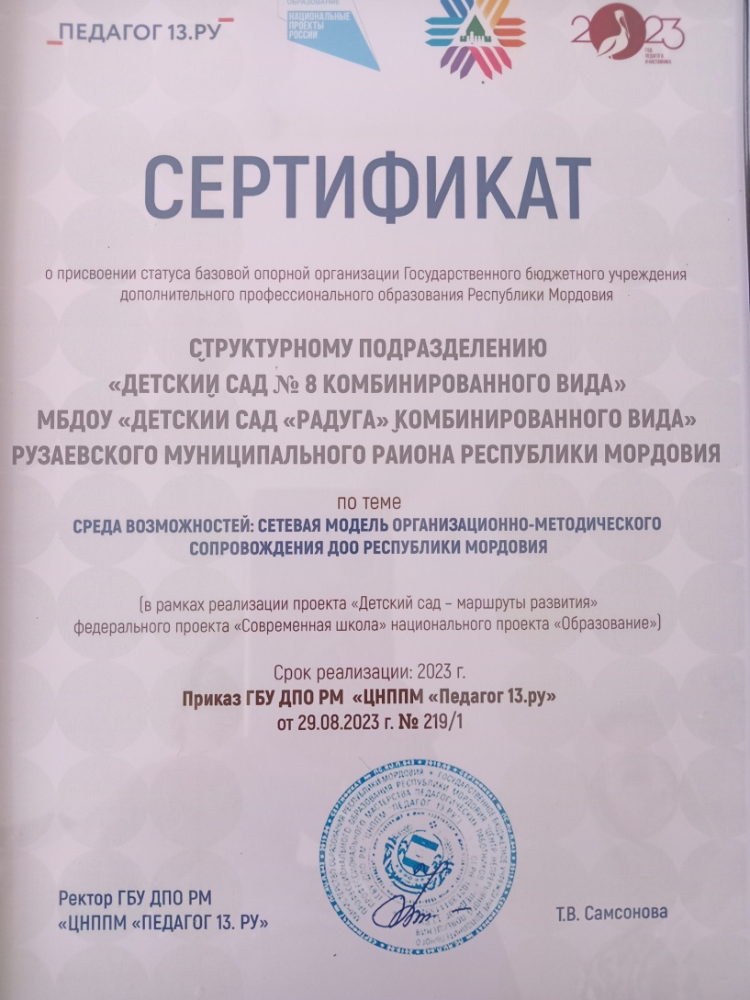 ПЕДАГОГ 13.РУ
ОБРАЗОВАНИЕ
НАЦИОНАЛЬНЫЕ
ПРОЕКТЫ
РОССИИ
2023
ГОД
ПЕДАГОГА
И НАСТАВНИКА
СЕРТИФИКАТ
о присвоении статуса базовой опорной организации Государственного бюджетного учреждения
дополнительного профессионального образования Республики Мордовия
СТРУКТУРНОМУ ПОДРАЗДЕЛЕНИЮ
«ДЕТСКИЙ САД № 8 КОМБИНИРОВАННОГО ВИДА»
МБДОУ «ДЕТСКИЙ САД «РАДУГА» КОМБИНИРОВАННОГО ВИДА»
РУЗАЕВСКОГО МУНИЦИПАЛЬНОГО РАЙОНА РЕСПУБЛИКИ МОРДОВИЯ
по теме
СРЕДА ВОЗМОЖНОСТЕЙ: СЕТЕВАЯ МОДЕЛЬ ОРГАНИЗАЦИОННО-МЕТОДИЧЕСКОГО
СОПРОВОЖДЕНИЯ ДОО РЕСПУБЛИКИ МОРДОВИЯ
(в рамках реализации проекта «Детский сад – маршруты развития»
федерального проекта «Современная школа» национального проекта «Образование»)
Срок реализации: 2023 г.
Приказ ГБУ ДПО РМ «ЦНППМ «Педагог 13.ру»
от 29.08.2023 г. № 219/1
Ректор ГБУ ДПО РМ
«ЦНППМ «ПЕДАГОГ 13. РУ»
Т.В. Самсонова